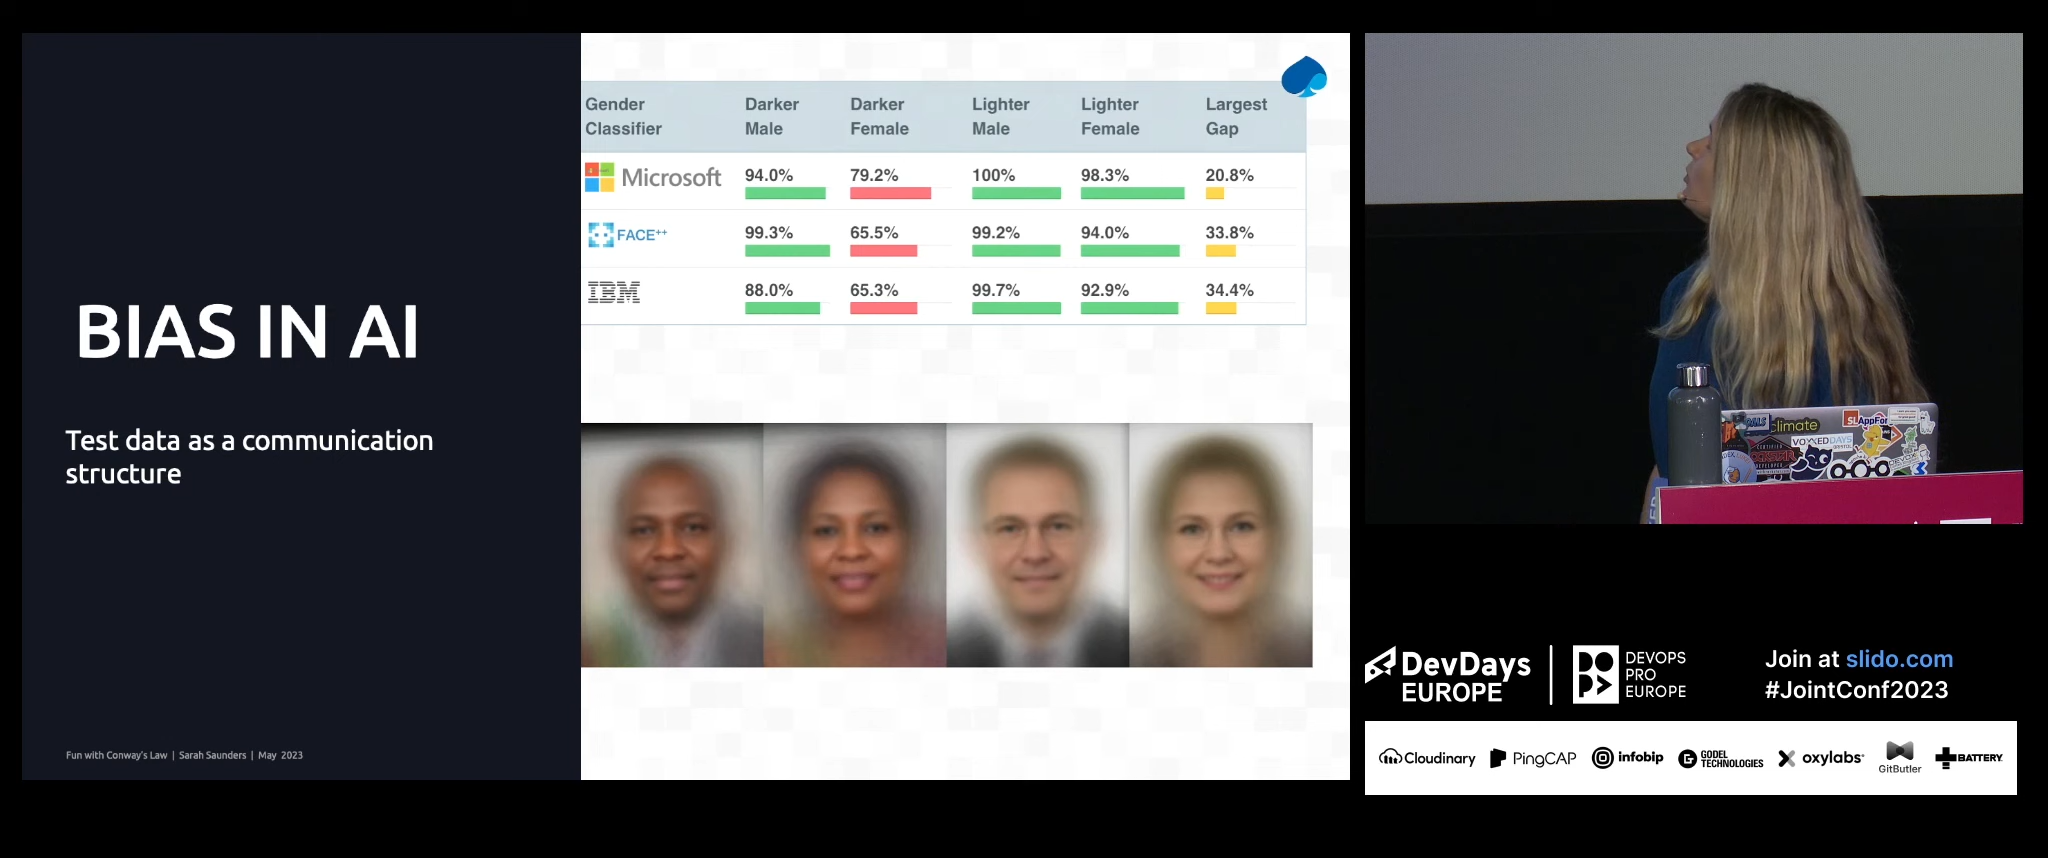 BIAS IN AI
Test data as a communication
structure
Fun with Conway's Law | Sarah Saunders | May 2023
Gender Classifier Darker Male Darker Female Lighter Male Lighter Female Largest Gap
Microsoft 94.0% 79.2% 100% 98.3% 20.8%
FACE++ 99.3% 65.5% 99.2% 94.0% 33.8%
IBM 88.0% 65.3% 99.7% 92.9% 34.4%
climate
VOXXED DAYS
DevDays
EUROPE
DEVOPS
PRO
EUROPE
Join at slido.com
#JointConf2023
Cloudinary PingCAP infobip GODEL TECHNOLOGIES oxylabs GitButler BATTERY